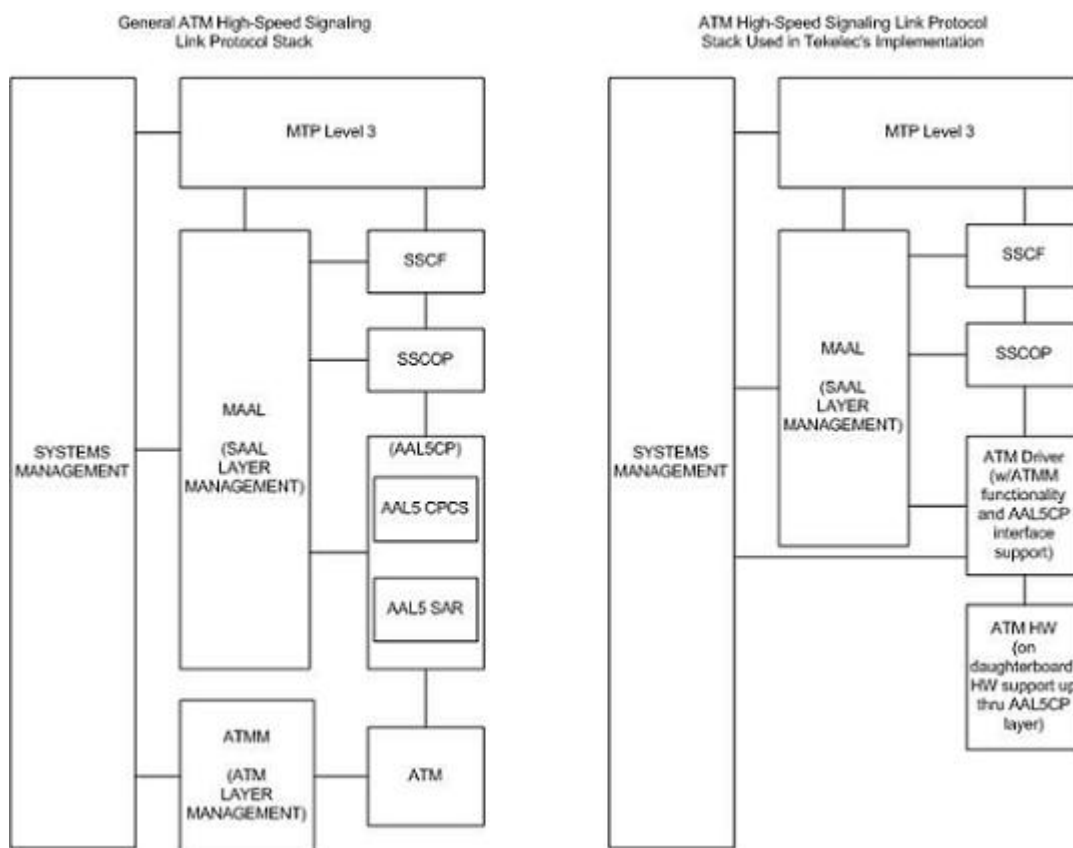 General ATM High-Speed Signaling
Link Protocol Stack
MTP Level 3
SSCF
SSCOP
MAAL
(SAAL
LAYER
MANAGEMENT)
(AAL5CP)
AAL5 CPCS
AAL5 SAR
SYSTEMS
MANAGEMENT
ATMM
(ATM
LAYER
MANAGEMENT)
ATM
ATM High-Speed Signaling Link Protocol
Stack Used in Tekelec's Implementation
MTP Level 3
SSCF
SSCOP
MAAL
(SAAL
LAYER
MANAGEMENT)
SYSTEMS
MANAGEMENT
ATM Driver
(w/ATMM
functionality
and AAL5CP
interface
support)
ATM HW
(on
daughterboard
HW support up
thru AAL5CP
layer)